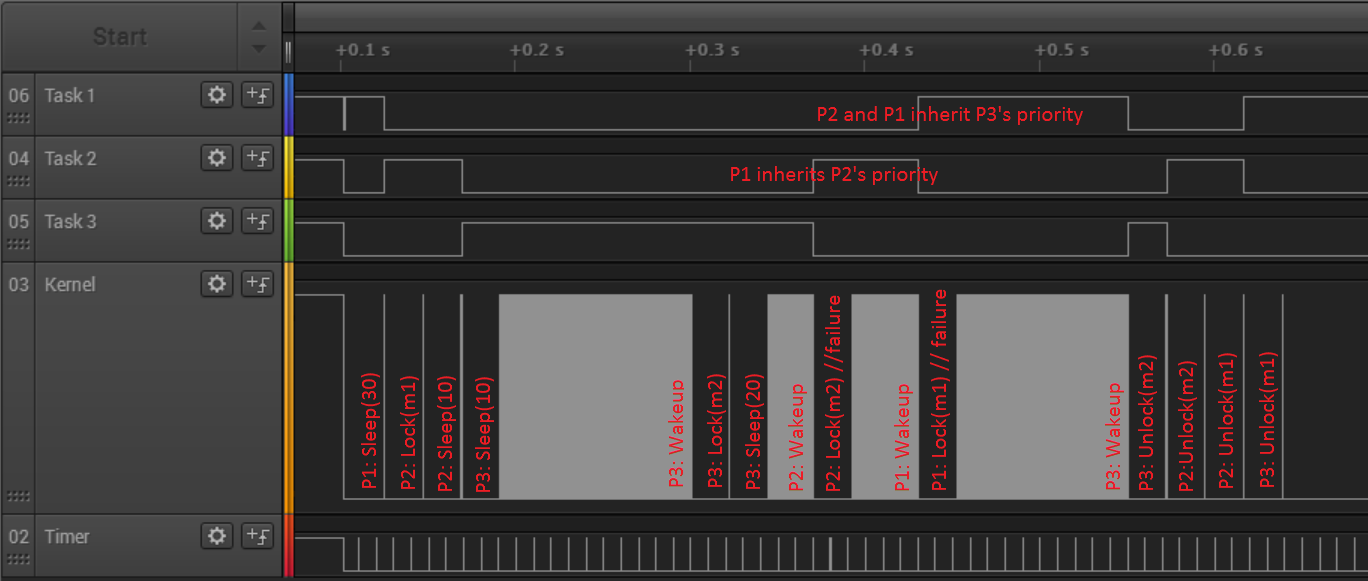 Start
+0.1 s
+0.2 s
+0.3 s
+0.4 s
+0.5 s
+0.6 s
06
Task 1
P2 and P1 inherit P3's priority
04
Task 2
P1 inherits P2's priority
05
Task 3
03
Kernel
P1: Sleep(30)
P2: Lock(m1)
P2: Sleep(10)
P3: Sleep(10)
P3: Wakeup
P3: Lock(m2)
P3: Sleep(20)
P2: Wakeup
P2: Lock(m2) //failure
P1: Wakeup
P1: Lock(m1) // failure
P3: Wakeup
P3: Unlock(m2)
P2:Unlock(m2)
P2: Unlock(m1)
P3: Unlock(m1)
02
Timer